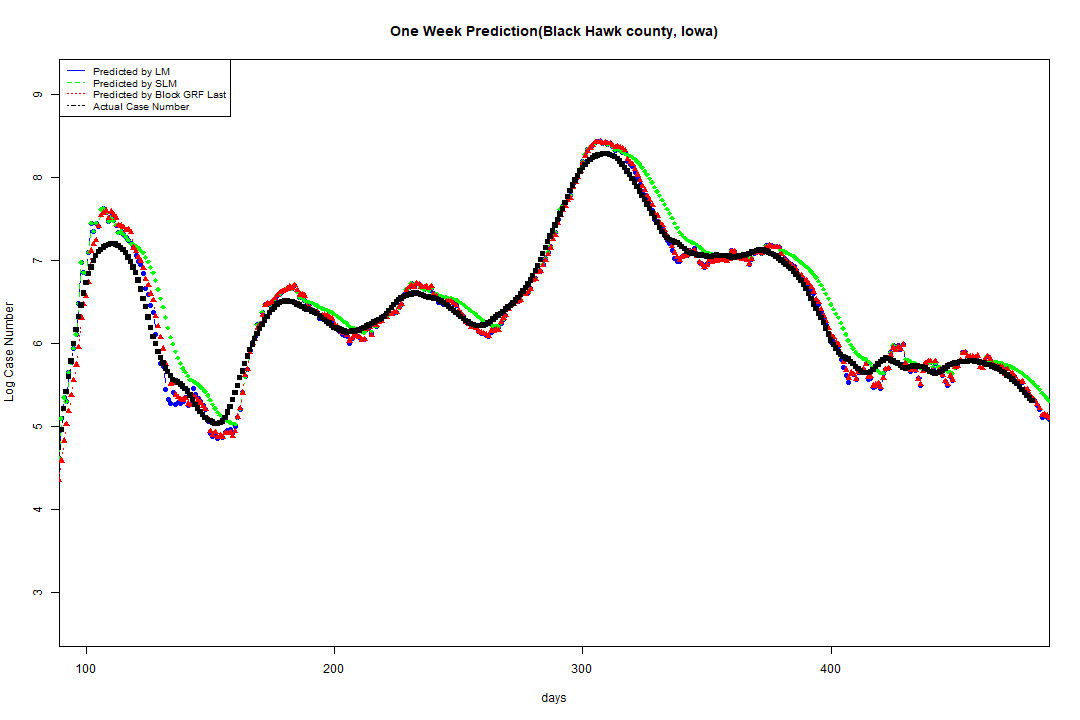 One Week Prediction(Black Hawk county, Iowa)
Predicted by LM
Predicted by SLM
Predicted by Block GRF Last
Actual Case Number
9
8
7
6
5
4
3
Log Case Number
100 200 300 400
days